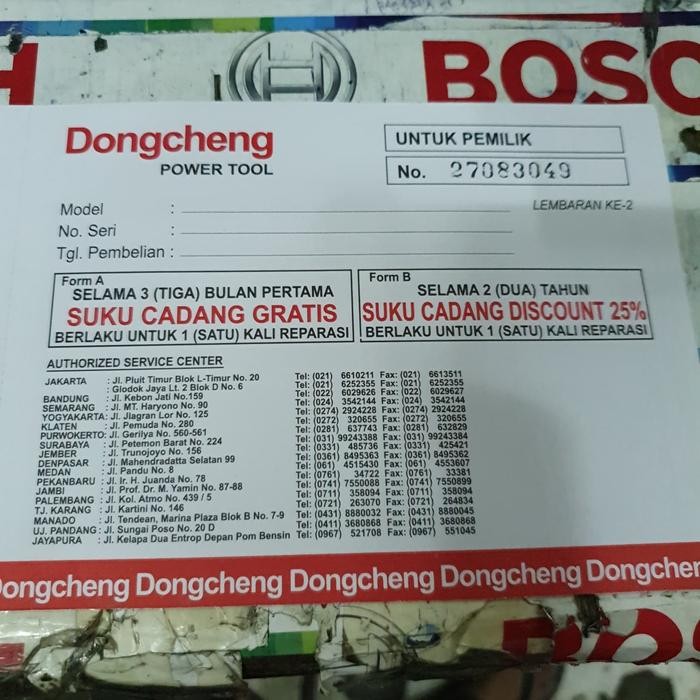 H BOSCH
Dongcheng
POWER TOOL
UNTUK PEMILIK
No. 27083049
LEMBARAN KE-2
Model :
No. Seri :
Tgl. Pembelian :
Form A
SELAMA 3 (TIGA) BULAN PERTAMA
SUKU CADANG GRATIS
BERLAKU UNTUK 1 (SATU) KALI REPARASI
Form B
SELAMA 2 (DUA) TAHUN
SUKU CADANG DISCOUNT 25%
BERLAKU UNTUK 1 (SATU) KALI REPARASI
AUTHORIZED SERVICE CENTER
JAKARTA : Jl. Pluit Timur Blok L-Timur No. 20 Tel: (021) 6610211 Fax: (021) 6613511
: Glodok Jaya Lt. 2 Blok D No. 6 Tel: (021) 6252355 Fax: (021) 6252355
BANDUNG : Jl. Kebon Jati No.159 Tel: (022) 6029626 Fax: (022) 6029627
SEMARANG : Jl. MT. Haryono No. 90 Tel: (024) 3542144 Fax: (024) 3542144
YOGYAKARTA: Jl. Jlagran Lor No. 125 Tel: (0274) 2924228 Fax: (0274) 2924228
KLATEN : Jl. Pemuda No. 280 Tel: (0272) 320655 Fax: (0272) 320655
PURWOKERTO: Jl. Gerilya No. 560-561 Tel: (0281) 637743 Fax: (0281) 632829
SURABAYA : Jl. Petemon Barat No. 224 Tel: (031) 99243388 Fax: (031) 99243384
JEMBER : Jl. Trunojoyo No. 156 Tel: (0331) 485736 Fax: (0331) 425421
DENPASAR : Jl. Mahendradatta Selatan 99 Tel: (0361) 8495363 Fax: (0361) 8495362
MEDAN : Jl. Pandu No. 8 Tel: (061) 4515430 Fax: (061) 4553607
PEKANBARU : Jl. Ir. H. Juanda No. 78 Tel: (0761) 34722 Fax: (0761) 33381
JAMBI : Jl. Prof. Dr. M. Yamin No. 87-88 Tel: (0741) 7550088 Fax: (0741) 7550899
PALEMBANG : Jl. Kol. Atmo No. 439 / 5 Tel: (0711) 358094 Fax: (0711) 358094
TJ. KARANG : Jl. Kartini No. 146 Tel: (0721) 263070 Fax: (0721) 264834
MANADO : Jl. Tendean, Marina Plaza Blok B No. 7-9 Tel: (0431) 8880032 Fax: (0431) 8880045
UJ. PANDANG : Jl. Sungai Poso No. 20 D Tel: (0411) 3680868 Fax: (0411) 3680868
JAYAPURA : Jl. Kelapa Dua Entrop Depan Pom Bensin Tel: (0967) 521708 Fax: (0967) 551045
Dongcheng Dongcheng Dongcheng Dongcheng Dongcheng